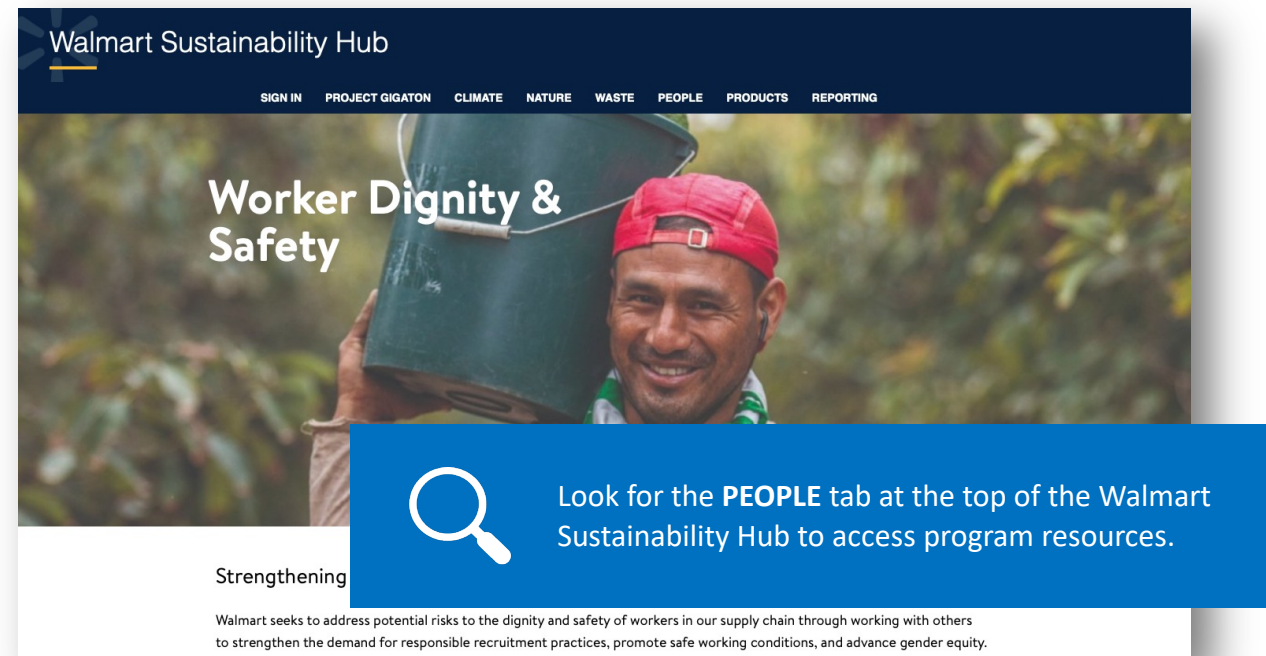 Walmart Sustainability Hub
SIGN IN PROJECT GIGATON CLIMATE NATURE WASTE PEOPLE PRODUCTS REPORTING
Worker Dignity &
Safety
Look for the PEOPLE tab at the top of the Walmart
Sustainability Hub to access program resources.
Strengthening
Walmart seeks to address potential risks to the dignity and safety of workers in our supply chain through working with others
to strengthen the demand for responsible recruitment practices, promote safe working conditions, and advance gender equity.